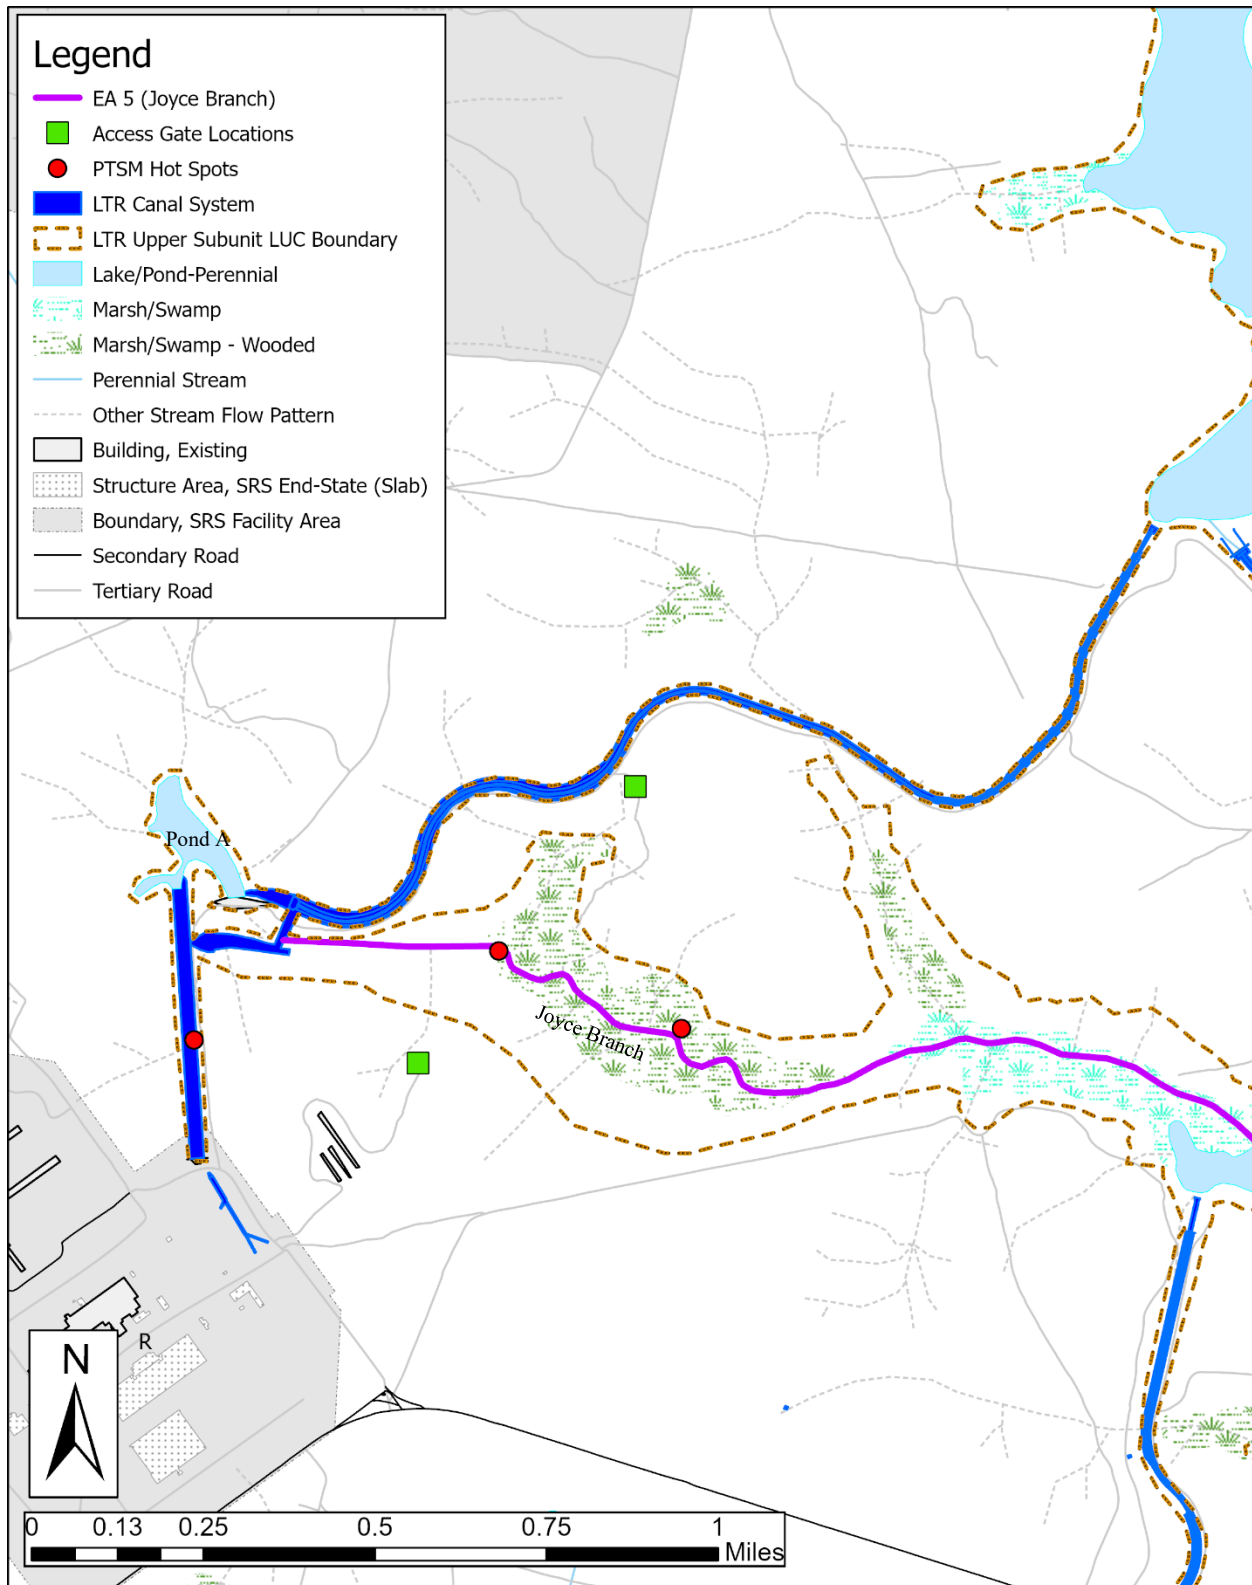 Legend
EA 5 (Joyce Branch)
Access Gate Locations
PTSM Hot Spots
LTR Canal System
LTR Upper Subunit LUC Boundary
Lake/Pond-Perennial
Marsh/Swamp
Marsh/Swamp - Wooded
Perennial Stream
Other Stream Flow Pattern
Building, Existing
Structure Area, SRS End-State (Slab)
Boundary, SRS Facility Area
Secondary Road
Tertiary Road
Pond A
Joyce Branch
R
N
0 0.13 0.25 0.5 0.75 1
Miles